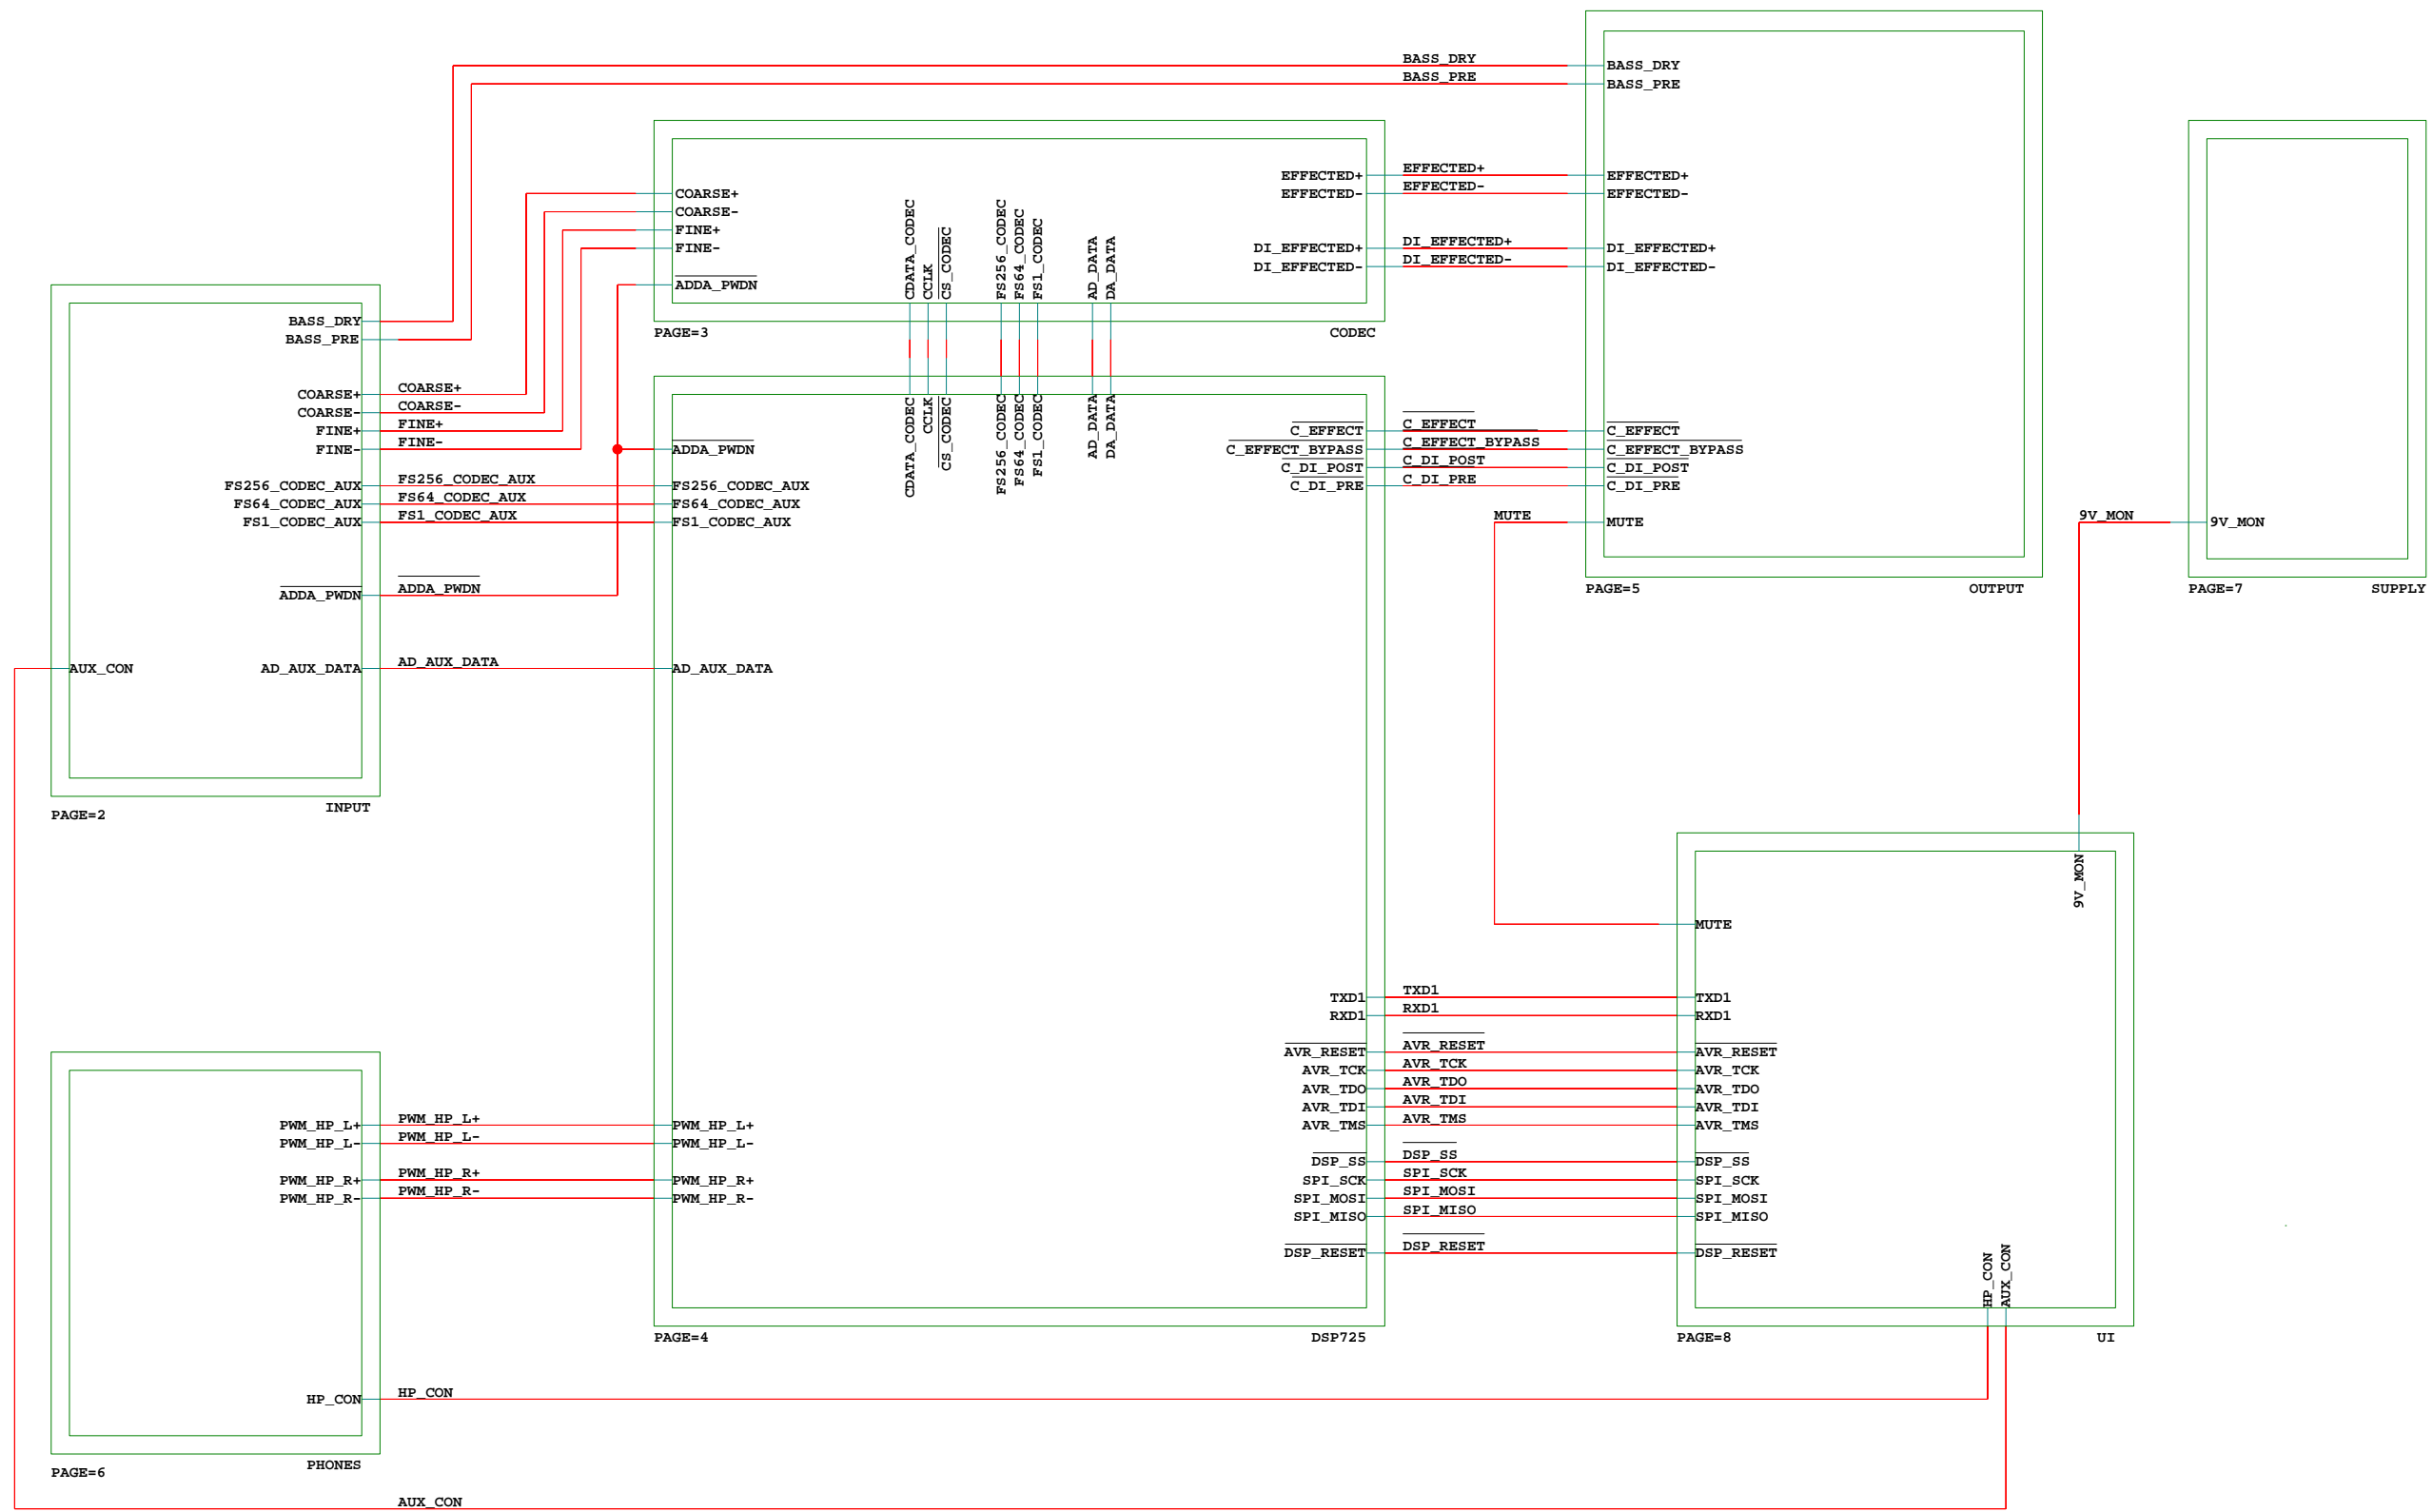 BASS_DRY
BASS_PRE
BASS_DRY
BASS_PRE
EFFECTED+
EFFECTED-
DI_EFFECTED+
DI_EFFECTED-
C_EFFECT
C_EFFECT_BYPASS
C_DI_POST
C_DI_PRE
MUTE
MUTE
PAGE=5
OUTPUT
COARSE+
COARSE-
FINE+
FINE-
ADDA_PWDN
CDATA_CODEC
CCLK
CS_CODEC
FS256_CODEC
FS64_CODEC
FS1_CODEC
AD_DATA
DA_DATA
EFFECTED+
EFFECTED-
DI_EFFECTED+
DI_EFFECTED-
EFFECTED+
EFFECTED-
DI_EFFECTED+
DI_EFFECTED-
PAGE=3
CODEC
9V_MON
9V_MON
PAGE=7
SUPPLY
BASS_DRY
BASS_PRE
COARSE+
COARSE-
FINE+
FINE-
FS256_CODEC_AUX
FS64_CODEC_AUX
FS1_CODEC_AUX
ADDA_PWDN
AUX_CON
AD_AUX_DATA
PAGE=2
INPUT
COARSE+
COARSE-
FINE+
FINE-
FS256_CODEC_AUX
FS64_CODEC_AUX
FS1_CODEC_AUX
ADDA_PWDN
AD_AUX_DATA
CDATA_CODEC
CCLK
CS_CODEC
FS256_CODEC
FS64_CODEC
FS1_CODEC
AD_DATA
DA_DATA
ADDA_PWDN
FS256_CODEC_AUX
FS64_CODEC_AUX
FS1_CODEC_AUX
AD_AUX_DATA
PWM_HP_L+
PWM_HP_L-
PWM_HP_R+
PWM_HP_R-
C_EFFECT
C_EFFECT_BYPASS
C_DI_POST
C_DI_PRE
TXD1
RXD1
AVR_RESET
AVR_TCK
AVR_TDO
AVR_TDI
AVR_TMS
DSP_SS
SPI_SCK
SPI_MOSI
SPI_MISO
DSP_RESET
PAGE=4
DSP725
C_EFFECT
C_EFFECT_BYPASS
C_DI_POST
C_DI_PRE
TXD1
RXD1
AVR_RESET
AVR_TCK
AVR_TDO
AVR_TDI
AVR_TMS
DSP_SS
SPI_SCK
SPI_MOSI
SPI_MISO
DSP_RESET
9V_MON
MUTE
TXD1
RXD1
AVR_RESET
AVR_TCK
AVR_TDO
AVR_TDI
AVR_TMS
DSP_SS
SPI_SCK
SPI_MOSI
SPI_MISO
DSP_RESET
HP_CON
AUX_CON
PAGE=8
UI
PWM_HP_L+
PWM_HP_L-
PWM_HP_R+
PWM_HP_R-
HP_CON
PAGE=6
PHONES
PWM_HP_L+
PWM_HP_L-
PWM_HP_R+
PWM_HP_R-
HP_CON
AUX_CON